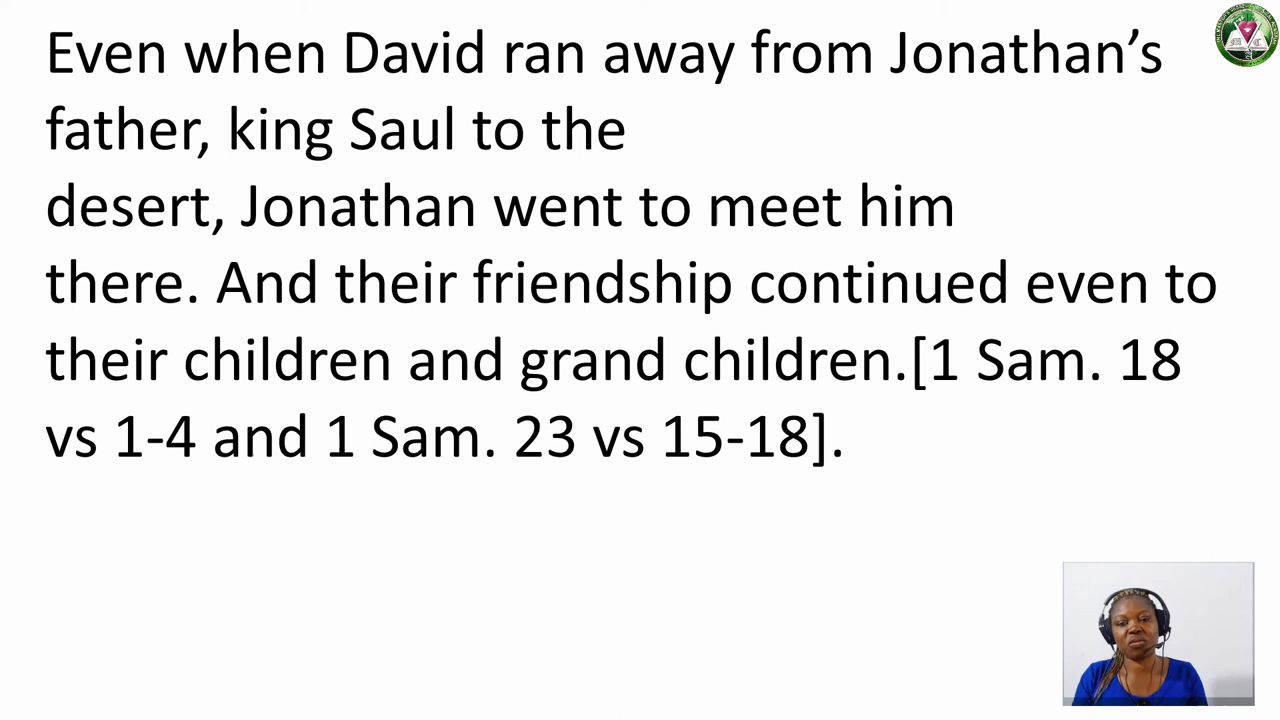 Even when David ran away from Jonathan’s
father, king Saul to the
desert, Jonathan went to meet him
there. And their friendship continued even to
their children and grand children.[1 Sam. 18
vs 1-4 and 1 Sam. 23 vs 15-18].